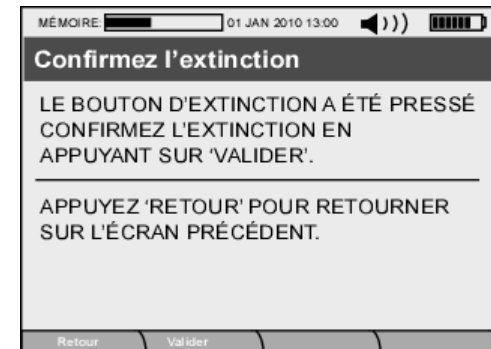 MÉMOIRE: 01 JAN 2010 13:00
Confirmez l'extinction
LE BOUTON D'EXTINCTION A ÉTÉ PRESSÉ
CONFIRMEZ L'EXTINCTION EN
APPUYANT SUR ‘VALIDER’.
APPUYEZ ‘RETOUR’ POUR RETOURNER
SUR L'ÉCRAN PRÉCÉDENT.
Retour Valider